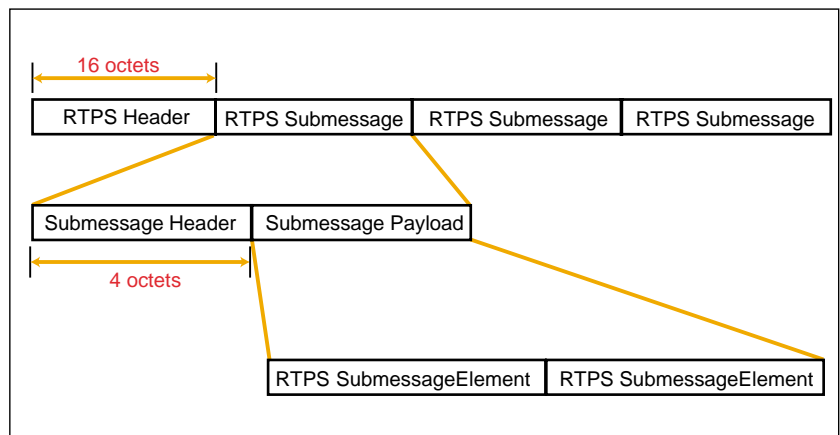 16 octets
RTPS Header RTPS Submessage RTPS Submessage RTPS Submessage
Submessage Header Submessage Payload
4 octets
RTPS SubmessageElement RTPS SubmessageElement